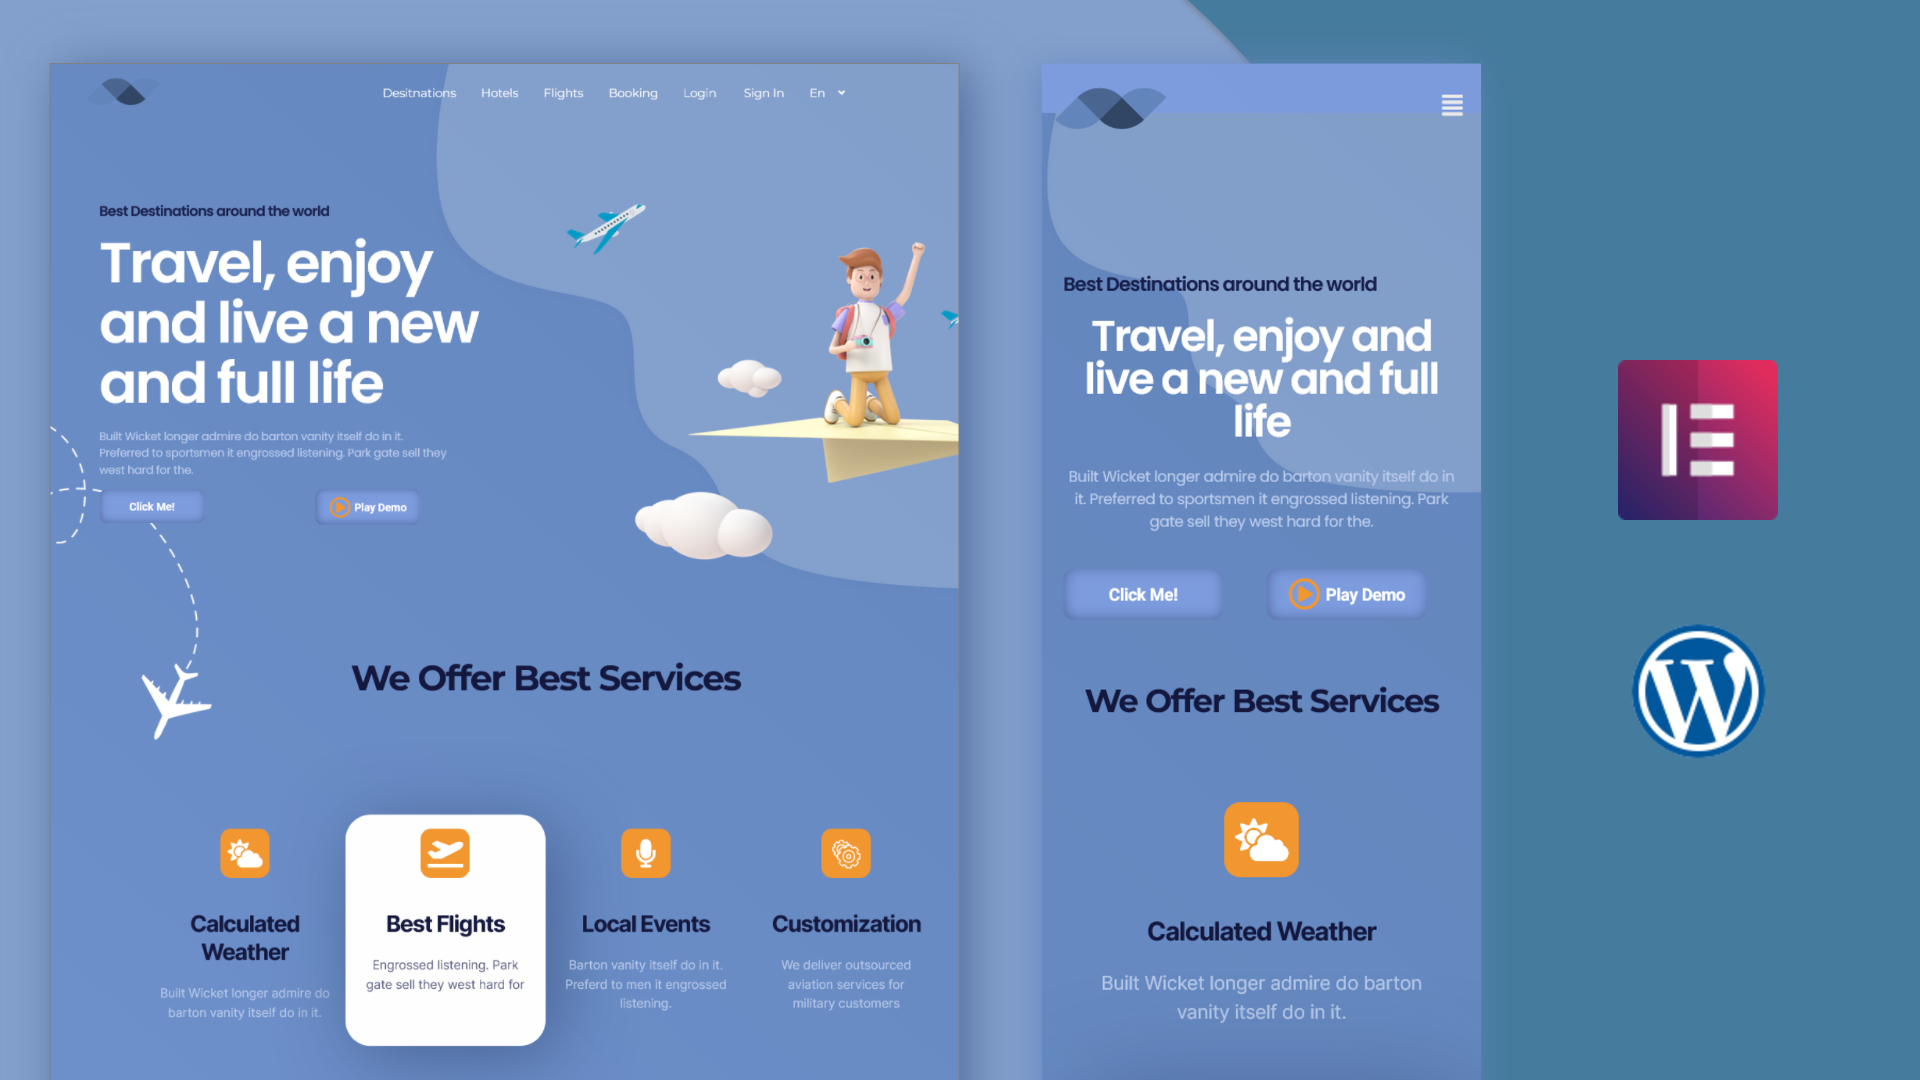 Desitnations Hotels Flights Booking Login Sign In En
Best Destinations around the world
Travel, enjoy
and live a new
and full life
Built Wicket longer admire do barton vanity itself do in it.
Preferred to sportsmen it engrossed listening. Park gate sell they
west hard for the.
Click Me!
Play Demo
We Offer Best Services
Calculated
Weather
Built Wicket longer admire do
barton vanity itself do in it.
Best Flights
Engrossed listening. Park
gate sell they west hard for
Local Events
Barton vanity itself do in it.
Preferd to men it engrossed
listening.
Customization
We deliver outsourced
aviation services for
military customers
Best Destinations around the world
Travel, enjoy and
live a new and full
life
Built Wicket longer admire do barton vanity itself do in
it. Preferred to sportsmen it engrossed listening. Park
gate sell they west hard for the.
Click Me!
Play Demo
We Offer Best Services
Calculated Weather
Built Wicket longer admire do barton
vanity itself do in it.